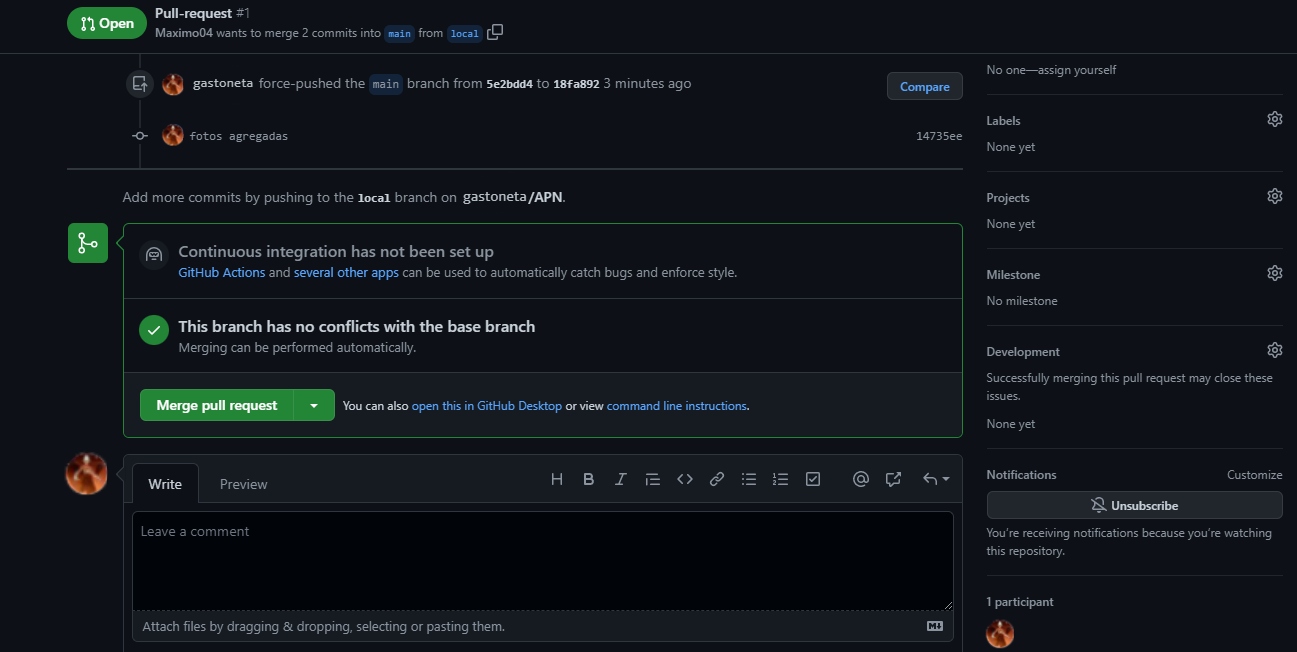 Open
Pull-request #1
Maximo04 wants to merge 2 commits into main from local
gastoneta force-pushed the main branch from 5e2bdd4 to 18fa892 3 minutes ago
Compare
fotos agregadas
14735ee
Add more commits by pushing to the local branch on gastoneta/APN.
Continuous integration has not been set up
GitHub Actions and several other apps can be used to automatically catch bugs and enforce style.
This branch has no conflicts with the base branch
Merging can be performed automatically.
Merge pull request
You can also open this in GitHub Desktop or view command line instructions.
Write
Preview
H B I
Leave a comment
Attach files by dragging & dropping, selecting or pasting them.
No one—assign yourself
Labels
None yet
Projects
None yet
Milestone
No milestone
Development
Successfully merging this pull request may close these
issues.
None yet
Notifications
Customize
Unsubscribe
You're receiving notifications because you're watching
this repository.
1 participant